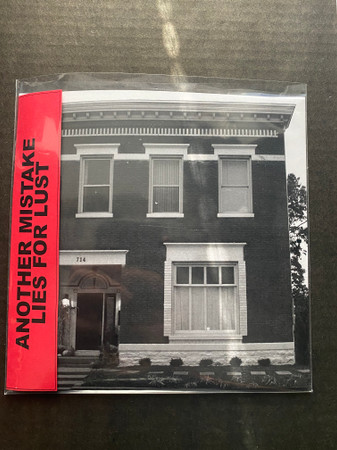 ANOTHER MISTAKE
LIES FOR LUST
714